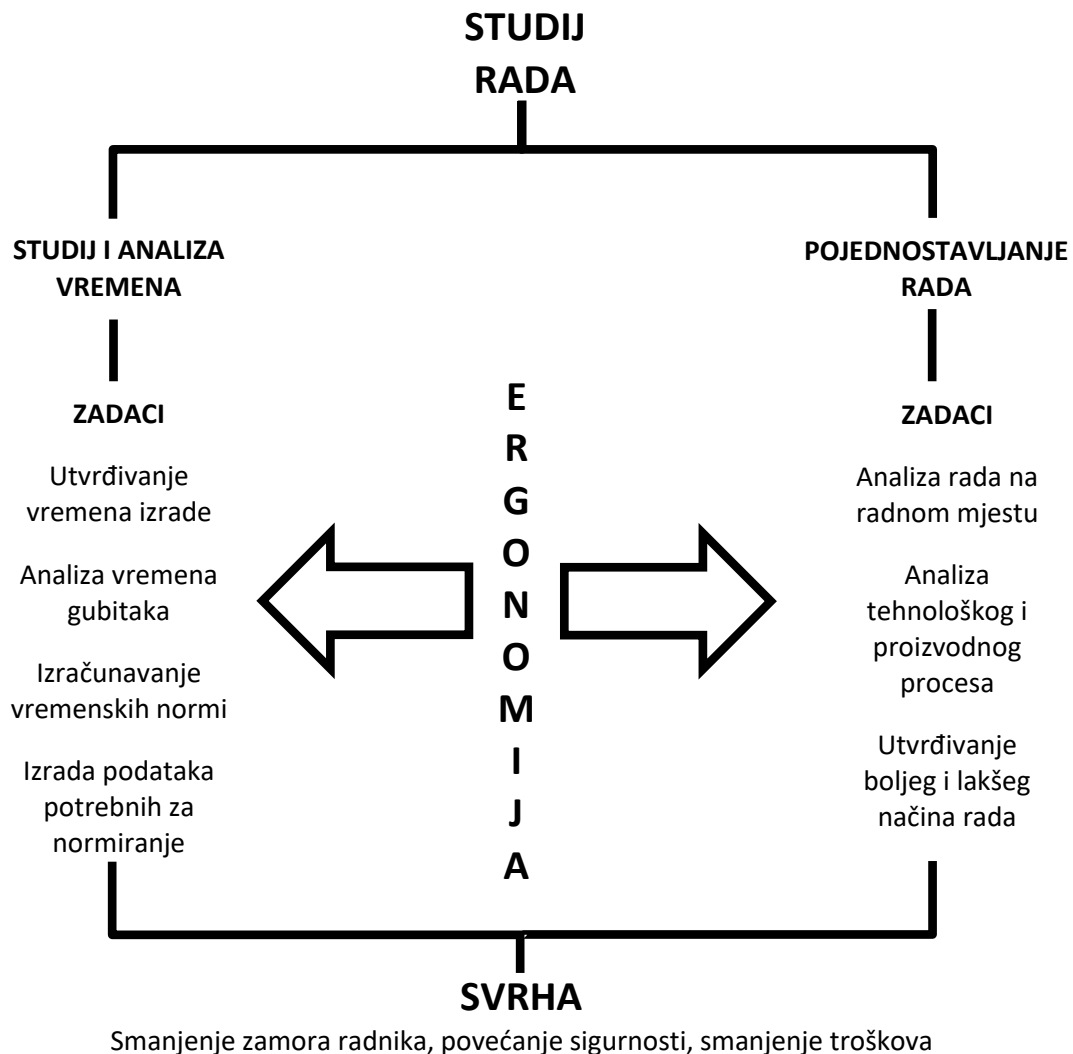 STUDIJ
RADA
STUDIJ I ANALIZA
VREMENA
ZADACI
Utvrđivanje
vremena izrade
Analiza vremena
gubitaka
Izračunavanje
vremenskih normi
Izrada podataka
potrebnih za
normiranje
E
R
G
O
N
O
M
I
J
A
POJEDNOSTAVLJANJE
RADA
ZADACI
Analiza rada na
radnom mjestu
Analiza
tehnološkog i
proizvodnog
procesa
Utvrđivanje
boljeg i lakšeg
načina rada
SVRHA
Smanjenje zamora radnika, povećanje sigurnosti, smanjenje troškova